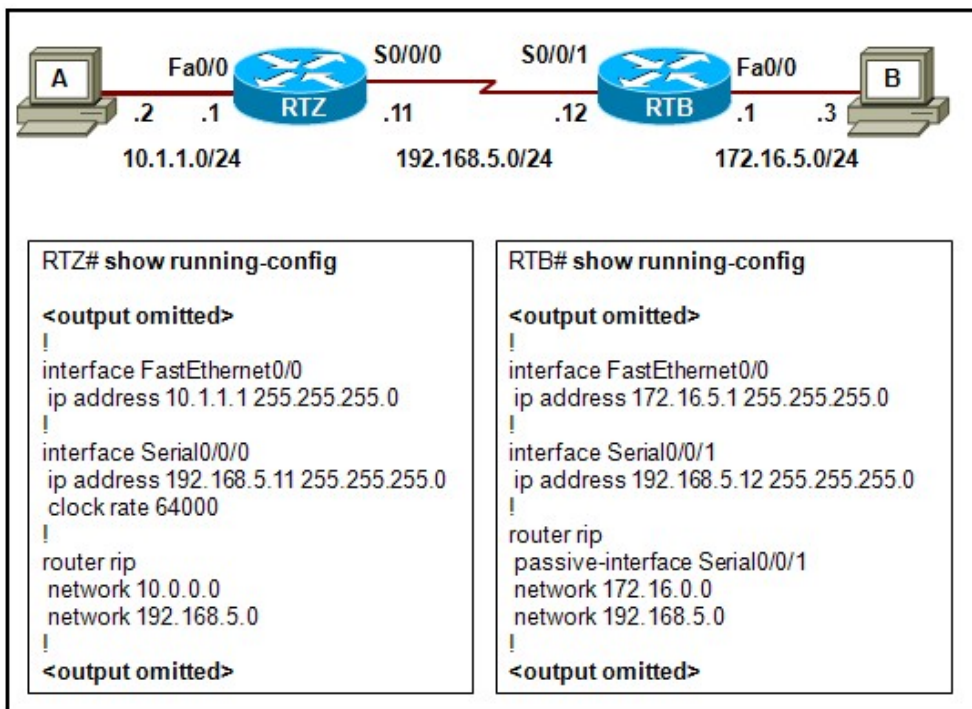 A
Fa0/0
RTZ
S0/0/0
S0/0/1
RTB
Fa0/0
B
.2
.1
.11
.12
.1
.3
10.1.1.0/24
192.168.5.0/24
172.16.5.0/24
RTZ# show running-config
<output omitted>
!
interface FastEthernet0/0
ip address 10.1.1.1 255.255.255.0
!
interface Serial0/0/0
ip address 192.168.5.11 255.255.255.0
clock rate 64000
!
router rip
network 10.0.0.0
network 192.168.5.0
!
<output omitted>
RTB# show running-config
<output omitted>
!
interface FastEthernet0/0
ip address 172.16.5.1 255.255.255.0
!
interface Serial0/0/1
ip address 192.168.5.12 255.255.255.0
!
router rip
passive-interface Serial0/0/1
network 172.16.0.0
network 192.168.5.0
!
<output omitted>